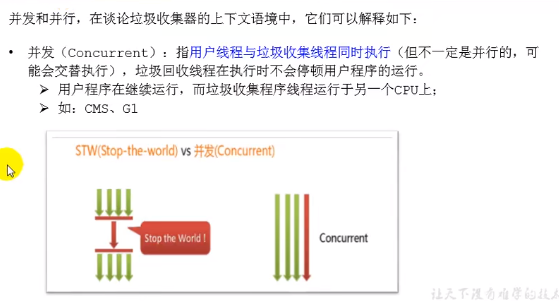 并发和并行，在谈论垃圾收集器的上下文语境中，它们可以解释如下：
• 并发（Concurrent）：指用户线程与垃圾收集线程同时执行（但不一定是并行的，可
能会交替执行），垃圾回收线程在执行时不会停顿用户程序的运行。
➢ 用户程序在继续运行，而垃圾收集程序线程运行于另一个CPU上；
➢ 如：CMS、G1
STW(Stop-the-world) vs 并发(Concurrent)
Stop the World !
Concurrent
让天下没有难学的技术